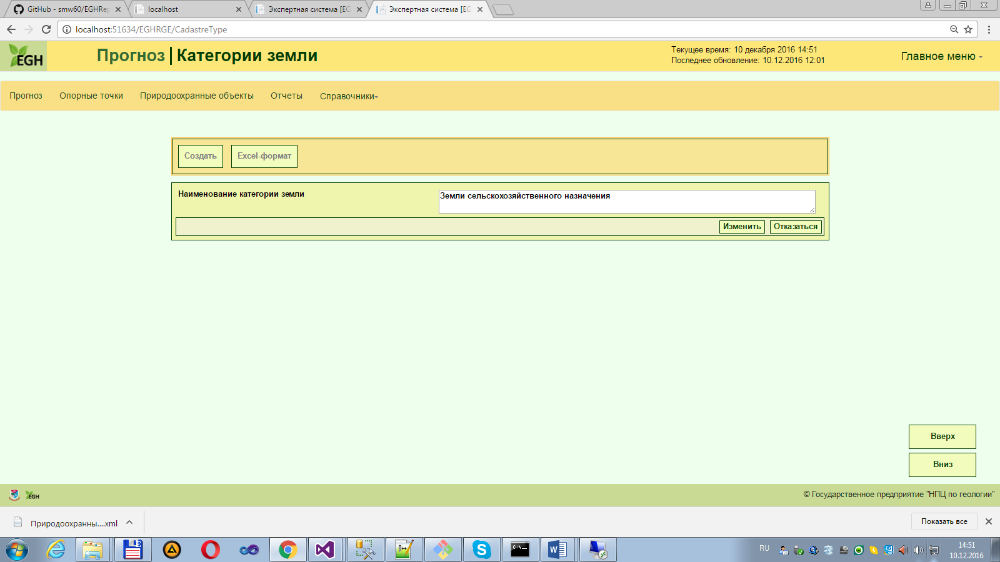 GitHub - smw60/EGHRep
localhost
Экспертная система [EG
Экспертная система [EG
localhost:51634/EGHRGE/CadastreType
EGH
Прогноз | Категории земли
Текущее время: 10 декабря 2016 14:51
Последнее обновление: 10.12.2016 12:01
Главное меню
Прогноз Опорные точки Природоохранные объекты Отчеты Справочники
Создать Excel-формат
Наименование категории земли
Земли сельскохозяйственного назначения
Изменить Отказаться
Вверх
Вниз
EGH
© Государственное предприятие "НПЦ по геологии"
Природоохранны....xml
Показать все
RU
14:51
10.12.2016